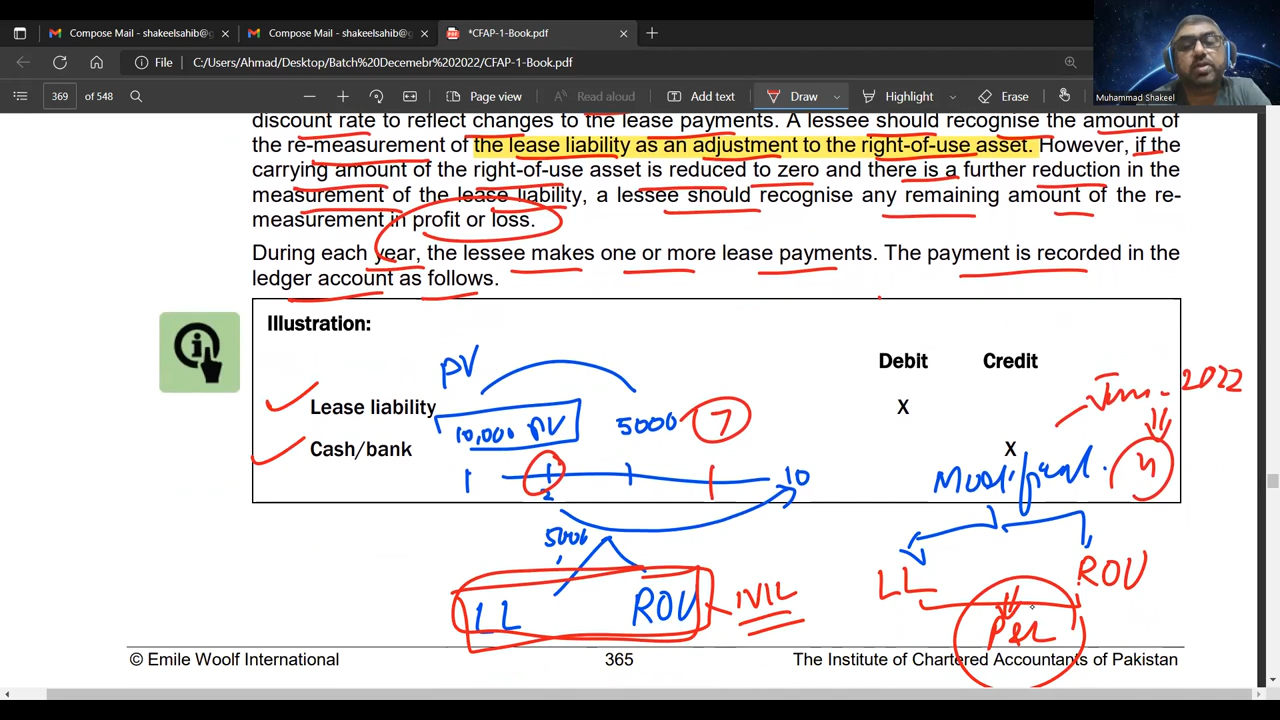 Compose Mail - shakeelsahib@g
Compose Mail - shakeelsahib@g
*CFAP-1-Book.pdf
File
C:/Users/Ahmad/Desktop/Batch%20Decemebr%202022/CFAP-1-Book.pdf
369 of 548
Page view
Read aloud
Add text
Draw
Highlight
Erase
Muhammad Shakeel
discount rate to reflect changes to the lease payments. A lessee should recognise the amount of
the re-measurement of the lease liability as an adjustment to the right-of-use asset. However, if the
carrying amount of the right-of-use asset is reduced to zero and there is a further reduction in the
measurement of the lease liability, a lessee should recognise any remaining amount of the re-
measurement in profit or loss.
During each year, the lessee makes one or more lease payments. The payment is recorded in the
ledger account as follows.
Illustration:
PV
Debit Credit
2022
Lease liability
X
10,000 PV
5000
7
Cash/bank
X
1
2
10
5000
LL
ROU
NIL
LL
ROU
P&L
© Emile Woolf International
365
The Institute of Chartered Accountants of Pakistan